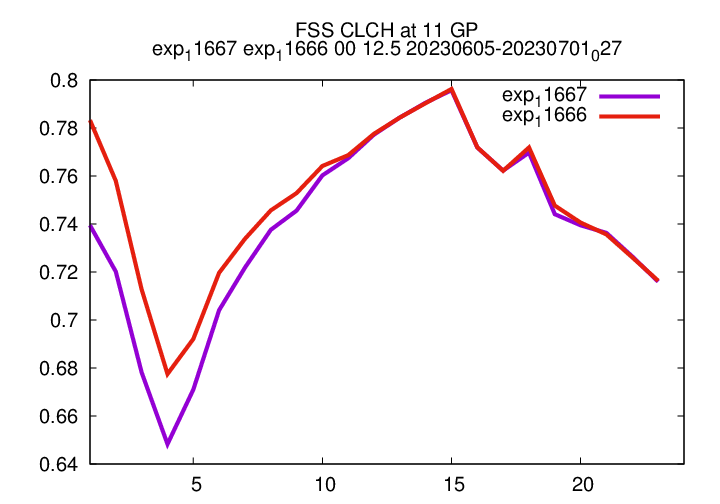 FSS CLCH at 11 GP
exp₁1667 exp₁1666 00 12.5 20230605-20230701₀27
0.8
exp₁1667
exp₁1666
0.78
0.76
0.74
0.72
0.7
0.68
0.66
0.64
5 10 15 20